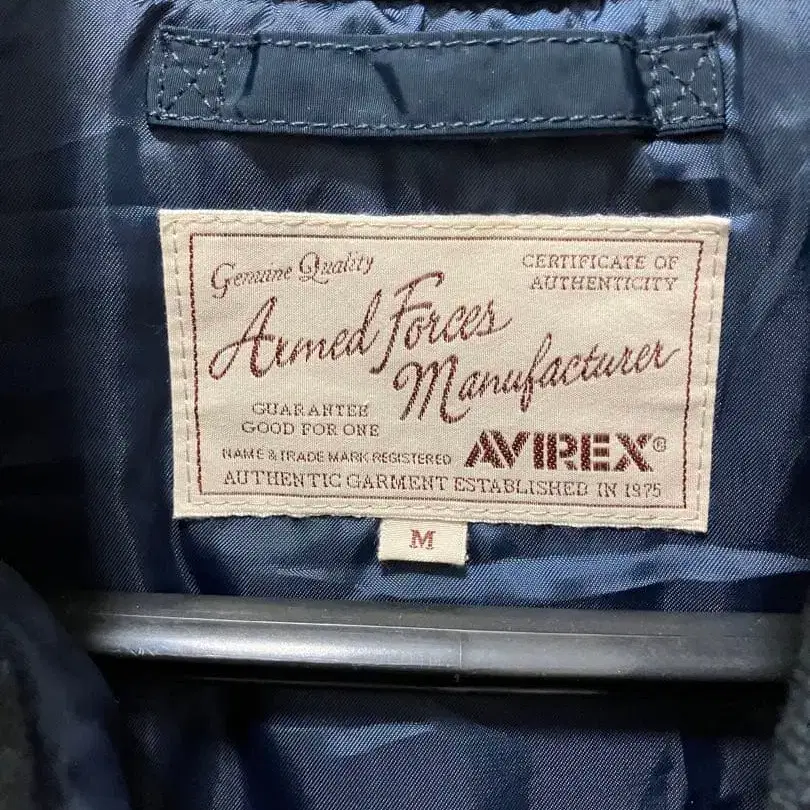 Genuine Quality
CERTIFICATE OF
AUTHENTICITY
Armed Forces
Manufacturer
GUARANTEE
GOOD FOR ONE
NAME & TRADE MARK REGISTERED
AVIREX®
AUTHENTIC GARMENT ESTABLISHED IN 1975
M